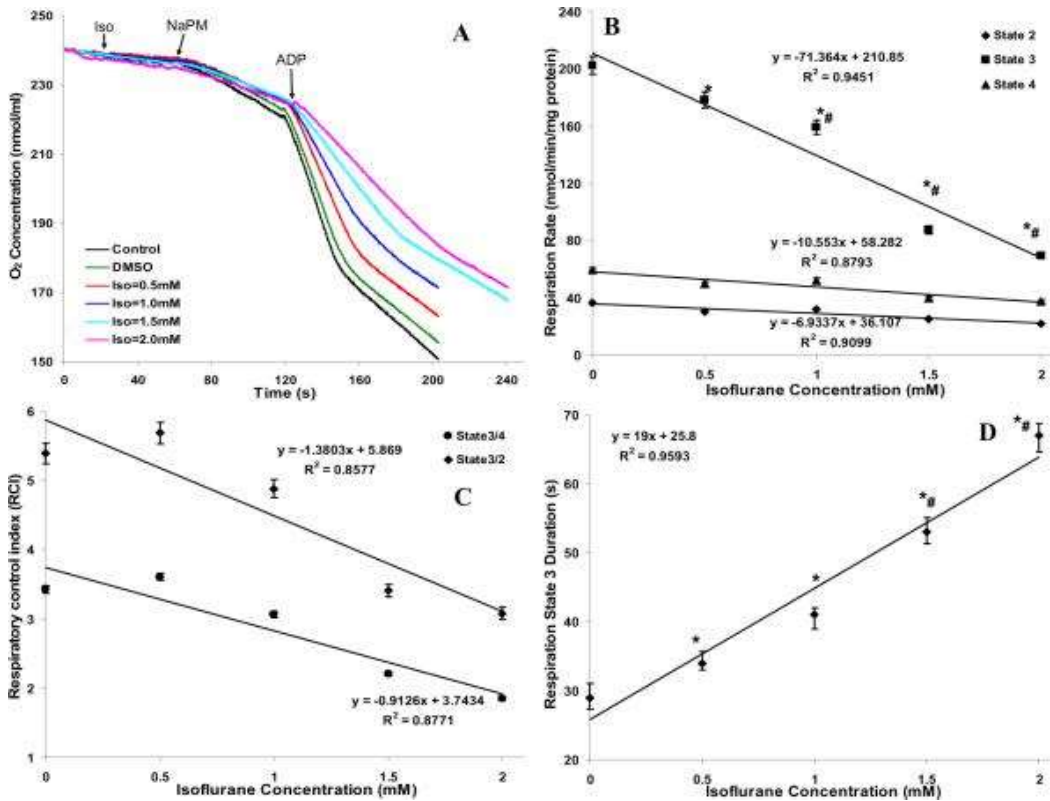 A
Iso
NaPM
ADP
O₂ Concentration (nmol/ml)
250
230
210
190
170
150
Control
DMSO
Iso=0.5mM
Iso=1.0mM
Iso=1.5mM
Iso=2.0mM
0 40 80 120 160 200 240
Time (s)
B
State 2
State 3
State 4
y = -71.364x + 210.85
R² = 0.9451
y = -10.553x + 58.282
R² = 0.8793
y = -6.9337x + 36.107
R² = 0.9099
*
*#
*#
*#
Respiration Rate (nmol/min/mg protein)
240
200
160
120
80
40
0
0 0.5 1 1.5 2
Isoflurane Concentration (mM)
C
State3/4
State3/2
y = -1.3803x + 5.869
R² = 0.8577
y = -0.9126x + 3.7434
R² = 0.8771
Respiratory control index (RCI)
6
5
4
3
2
1
0 0.5 1 1.5 2
Isoflurane Concentration (mM)
D
y = 19x + 25.8
R² = 0.9593
*
*
*#
*#
Respiration State 3 Duration (s)
70
60
50
40
30
20
0 0.5 1 1.5 2
Isoflurane Concentration (mM)